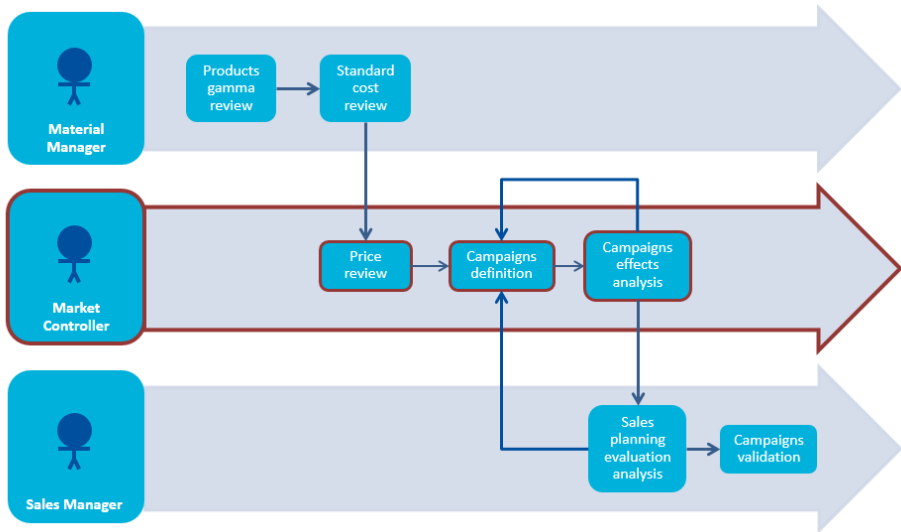 Material
Manager
Products
gamma
review
Standard
cost
review
Market
Controller
Price
review
Campaigns
definition
Campaigns
effects
analysis
Sales Manager
Sales
planning
evaluation
analysis
Campaigns
validation